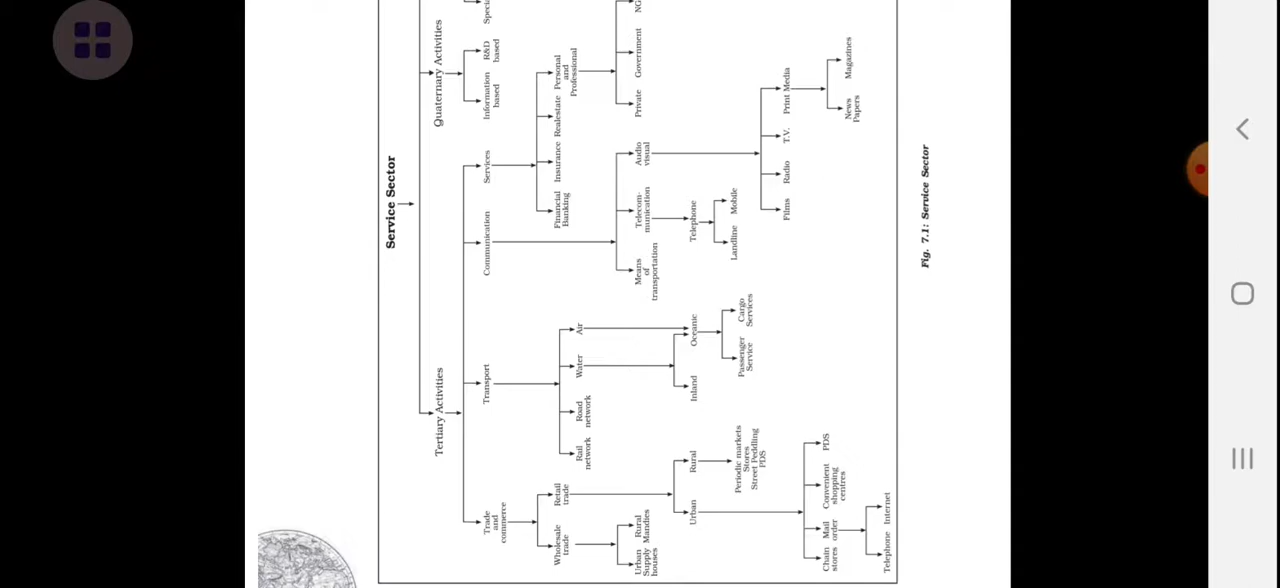 Service Sector
Tertiary Activities
Quaternary Activities
Trade
and
commerce
Transport
Communication
Services
Information
based
R&D
based
Wholesale
trade
Retail
trade
Rail
network
Road
network
Water
Air
Financial
Banking
Insurance
Realestate
Personal
and
Professional
Urban
Supply
houses
Rural
Mandies
Urban
Rural
Inland
Oceanic
Means
of
transportation
Telecom-
munication
Audio
visual
Private
Government
Periodic markets
Stores
Street Peddling
PDS
Passenger
Service
Cargo
Services
Telephone
Landline
Mobile
Films
Radio
T.V.
Print Media
Chain
stores
Mail
order
Convenient
shopping
centres
PDS
News
Papers
Magazines
Telephone
Internet
Fig. 7.1: Service Sector